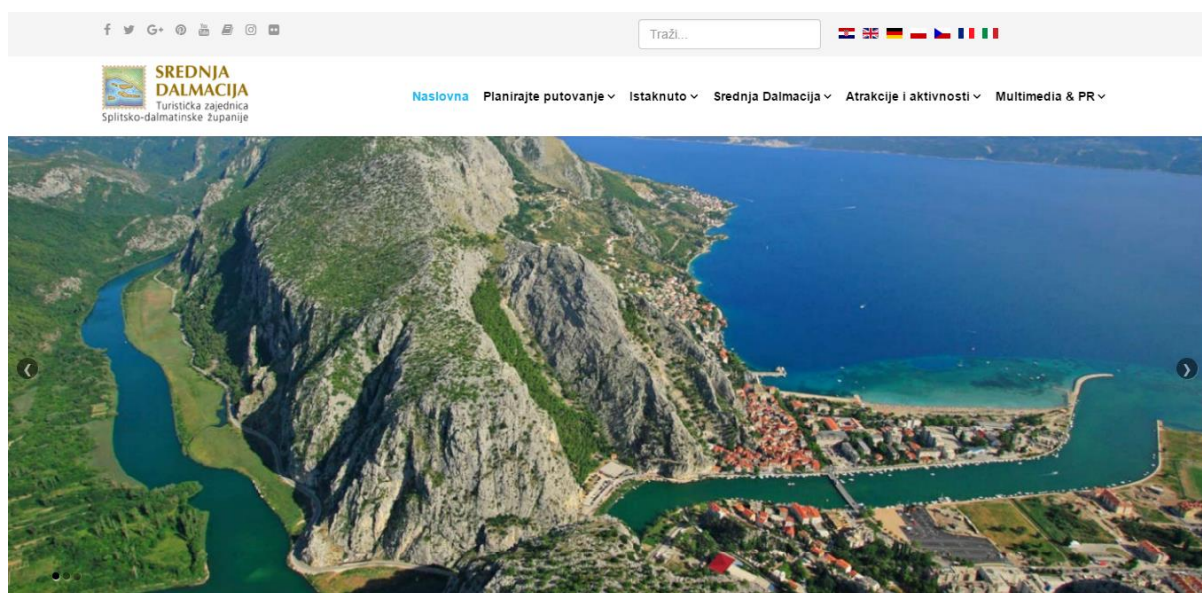 Traži...
SREDNJA
DALMACIJA
Turistička zajednica
Splitsko-dalmatinske županije
Naslovna Planirajte putovanje Istaknuto Srednja Dalmacija Atrakcije i aktivnosti Multimedia & PR